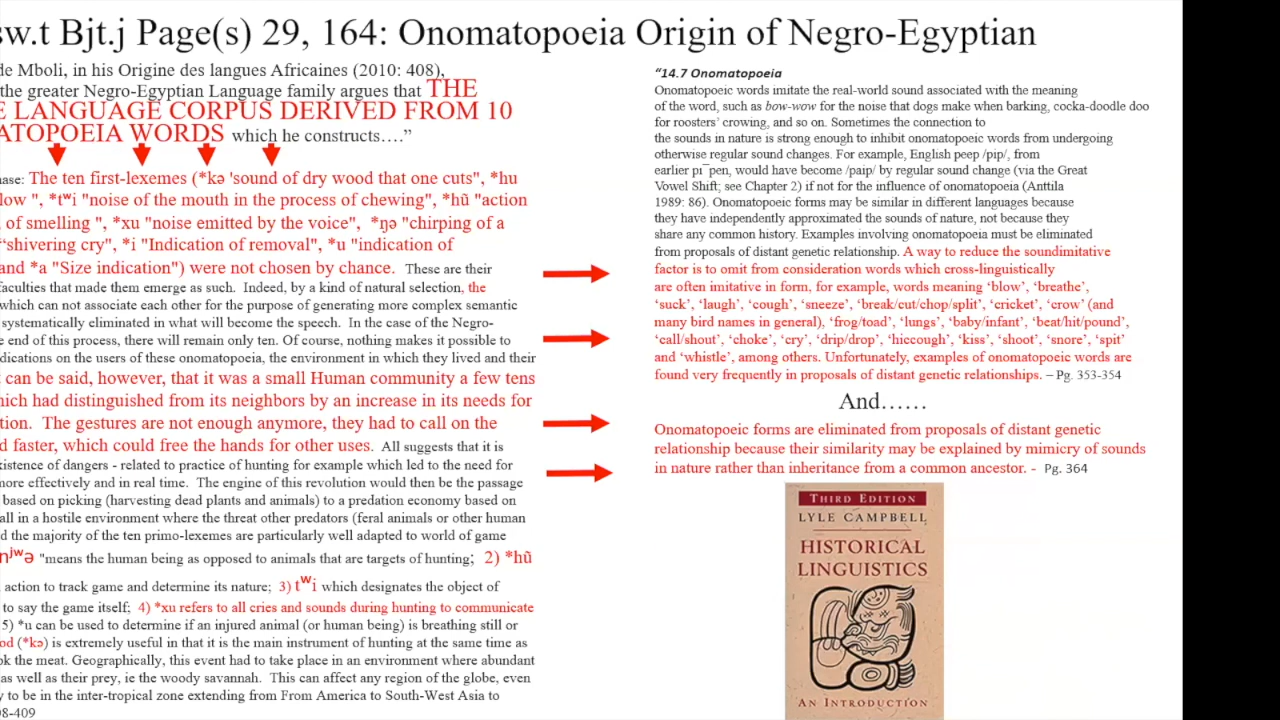 sw.t Bjt.j Page(s) 29, 164: Onomatopoeia Origin of Negro-Egyptian
de Mboli, in his Origine des langues Africaines (2010: 408),
the greater Negro-Egyptian Language family argues that THE
E LANGUAGE CORPUS DERIVED FROM 10
ATOPOEIA WORDS which he constructs….”
hase: The ten first-lexemes (*kə 'sound of dry wood that one cuts", *hu
low ", *tʷi "noise of the mouth in the process of chewing", *hũ "action
of smelling ", *xu "noise emitted by the voice", *ŋə "chirping of a
“shivering cry", *i "Indication of removal", *u "indication of
and *a "Size indication") were not chosen by chance. These are their
faculties that made them emerge as such. Indeed, by a kind of natural selection, the
which can not associate each other for the purpose of generating more complex semantic
systematically eliminated in what will become the speech. In the case of the Negro-
e end of this process, there will remain only ten. Of course, nothing makes it possible to
dications on the users of these onomatopoeia, the environment in which they lived and their
t can be said, however, that it was a small Human community a few tens
hich had distinguished from its neighbors by an increase in its needs for
tion. The gestures are not enough anymore, they had to call on the
d faster, which could free the hands for other uses. All suggests that it is
xistence of dangers - related to practice of hunting for example which led to the need for
more effectively and in real time. The engine of this revolution would then be the passage
based on picking (harvesting dead plants and animals) to a predation economy based on
all in a hostile environment where the threat other predators (feral animals or other human
d the majority of the ten primo-lexemes are particularly well adapted to world of game
nʲʷə "means the human being as opposed to animals that are targets of hunting; 2) *hũ
action to track game and determine its nature; 3) tʷi which designates the object of
to say the game itself; 4) *xu refers to all cries and sounds during hunting to communicate
5) *u can be used to determine if an injured animal (or human being) is breathing still or
od (*kə) is extremely useful in that it is the main instrument of hunting at the same time as
ok the meat. Geographically, this event had to take place in an environment where abundant
as well as their prey, ie the woody savannah. This can affect any region of the globe, even
y to be in the inter-tropical zone extending from From America to South-West Asia to
08-409
“14.7 Onomatopoeia
Onomatopoeic words imitate the real-world sound associated with the meaning
of the word, such as bow-wow for the noise that dogs make when barking, cocka-doodle doo
for roosters’ crowing, and so on. Sometimes the connection to
the sounds in nature is strong enough to inhibit onomatopoeic words from undergoing
otherwise regular sound changes. For example, English peep /pip/, from
earlier pi¯pen, would have become /paip/ by regular sound change (via the Great
Vowel Shift; see Chapter 2) if not for the influence of onomatopoeia (Anttila
1989: 86). Onomatopoeic forms may be similar in different languages because
they have independently approximated the sounds of nature, not because they
share any common history. Examples involving onomatopoeia must be eliminated
from proposals of distant genetic relationship. A way to reduce the soundimitative
factor is to omit from consideration words which cross-linguistically
are often imitative in form, for example, words meaning ‘blow’, ‘breathe’,
‘suck’, ‘laugh’, ‘cough’, ‘sneeze’, ‘break/cut/chop/split’, ‘cricket’, ‘crow’ (and
many bird names in general), ‘frog/toad’, ‘lungs’, ‘baby/infant’, ‘beat/hit/pound’,
‘call/shout’, ‘choke’, ‘cry’, ‘drip/drop’, ‘hiccough’, ‘kiss’, ‘shoot’, ‘snore’, ‘spit’
and ‘whistle’, among others. Unfortunately, examples of onomatopoeic words are
found very frequently in proposals of distant genetic relationships. – Pg. 353-354
And……
Onomatopoeic forms are eliminated from proposals of distant genetic
relationship because their similarity may be explained by mimicry of sounds
in nature rather than inheritance from a common ancestor. - Pg. 364
THIRD EDITION
LYLE CAMPBELL
HISTORICAL
LINGUISTICS
AN INTRODUCTION